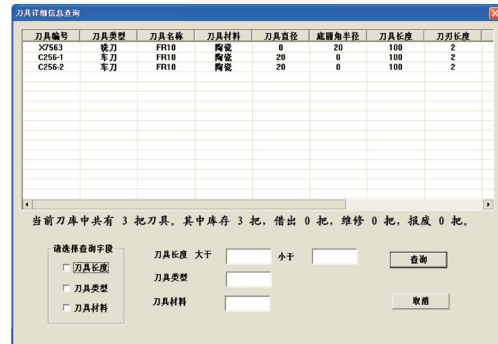 刀具详细信息查询
刀具编号 刀具类型 刀具名称 刀具材料 刀具直径 底圆角半径 刀具长度 刀刃长度
X7563 铣刀 FR10 陶瓷 0 20 100 2
C256-1 车刀 FR10 陶瓷 20 0 100 2
C256-2 车刀 FR10 陶瓷 20 0 100 2
当前刀库中共有 3 把刀具。其中库存 3 把，借出 0 把，维修 0 把，报废 0 把。
请选择查询字段
刀具长度 大于 小于 查询
刀具长度
刀具类型
刀具类型
刀具材料 取消
刀具材料